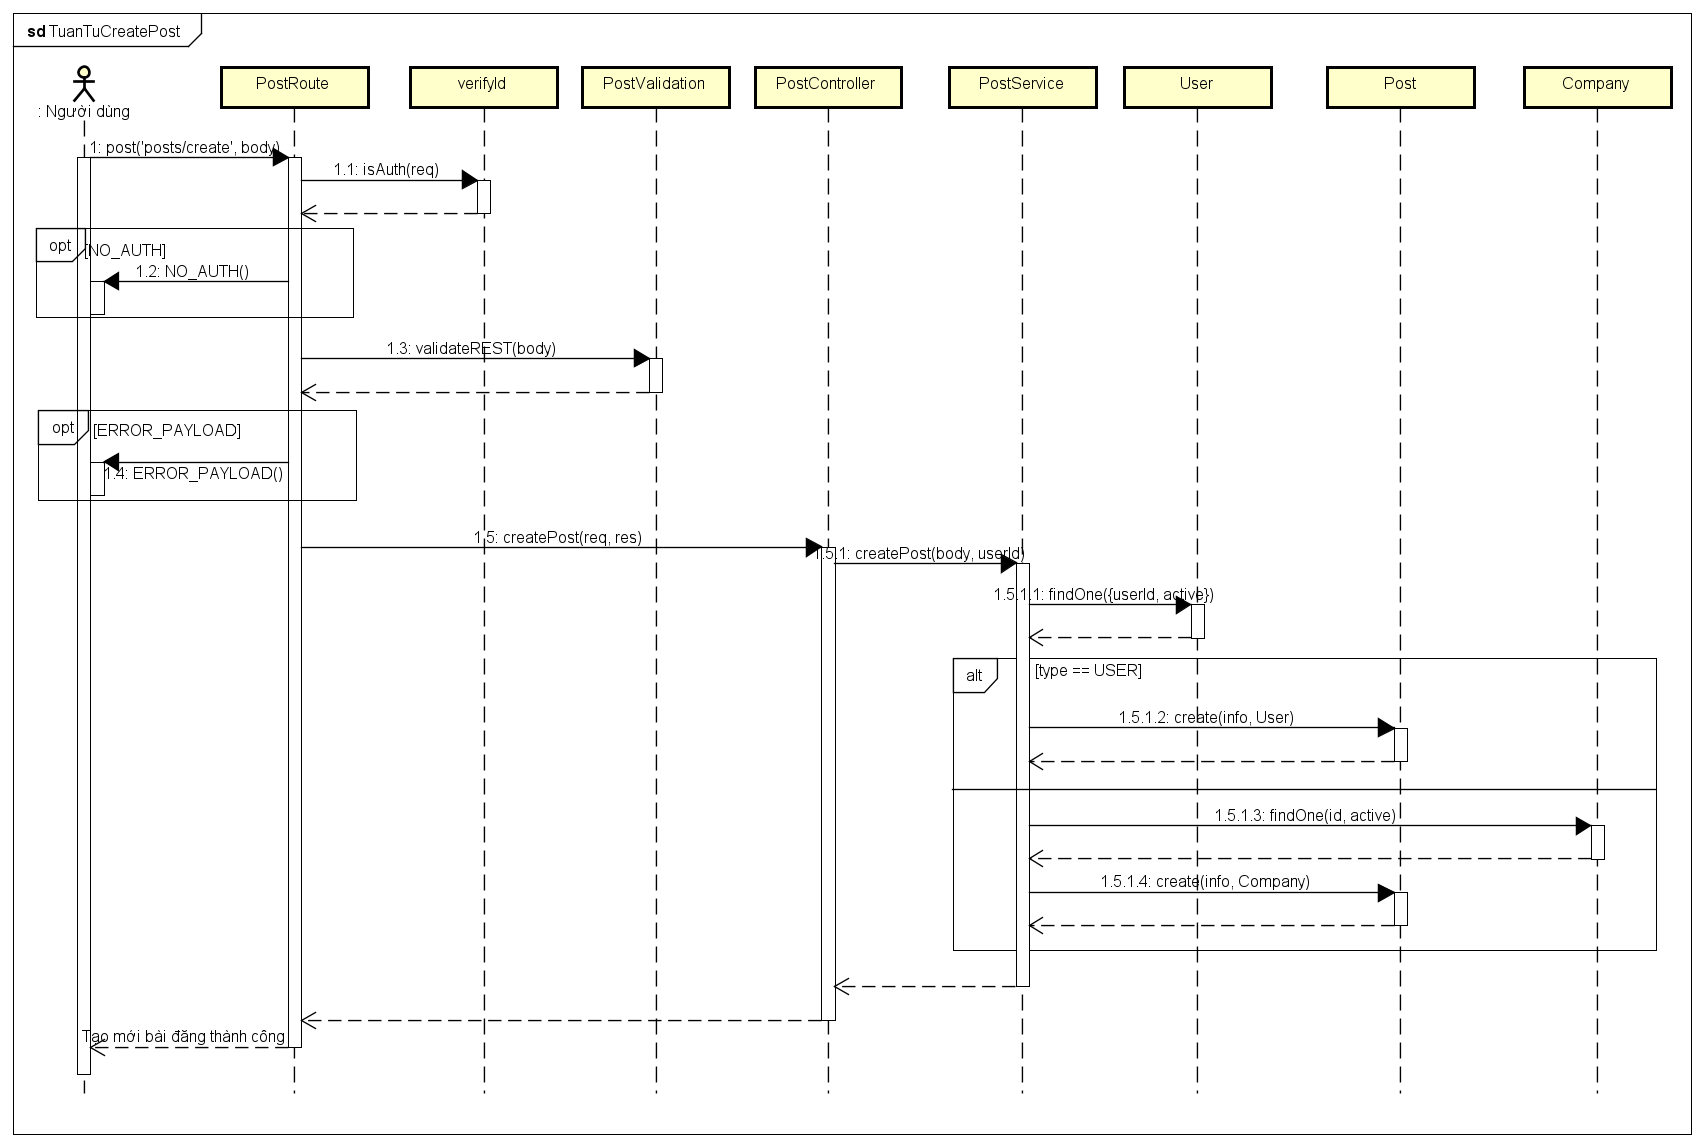 sd TuanTuCreatePost
: Người dùng
PostRoute
verifyId
PostValidation
PostController
PostService
User
Post
Company
1: post('posts/create', body)
1.1: isAuth(req)
opt
[NO_AUTH]
1.2: NO_AUTH()
1.3: validateREST(body)
opt
[ERROR_PAYLOAD]
1.4: ERROR_PAYLOAD()
1.5: createPost(req, res)
1.5.1: createPost(body, userId)
1.5.1.1: findOne({userId, active})
alt
[type == USER]
1.5.1.2: create(info, User)
1.5.1.3: findOne(id, active)
1.5.1.4: create(info, Company)
Tạo mới bài đăng thành công